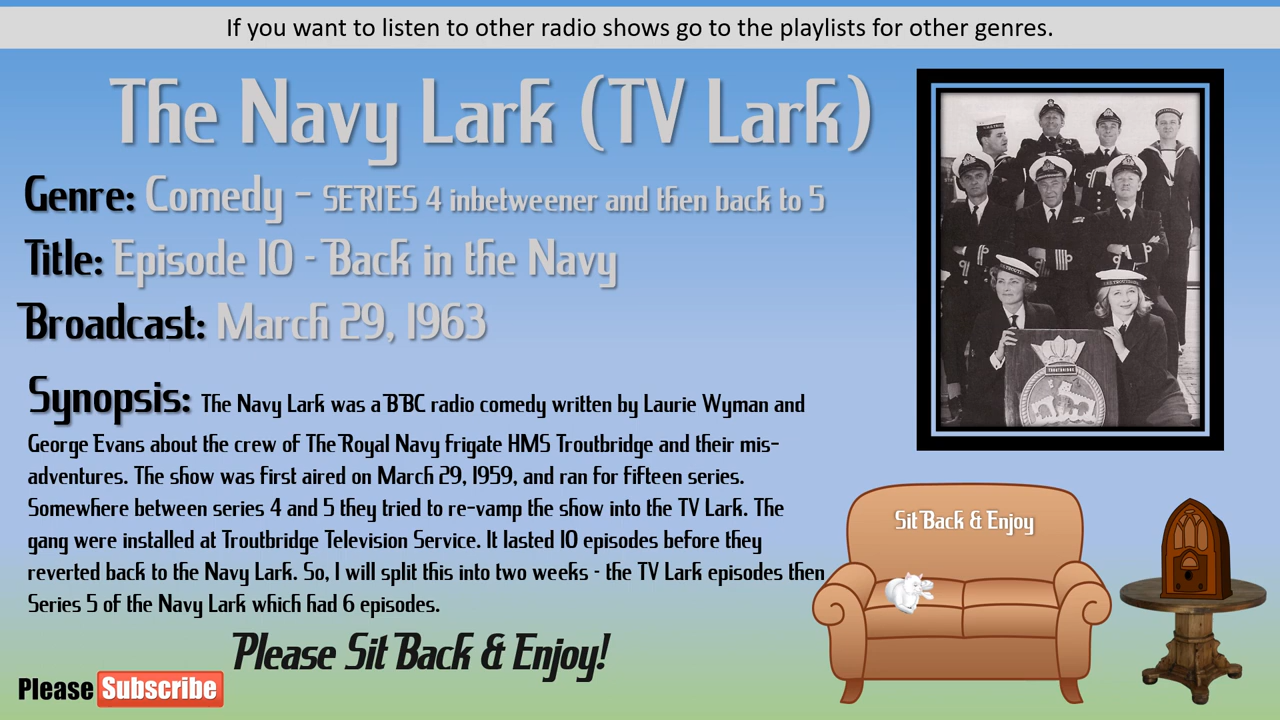 If you want to listen to other radio shows go to the playlists for other genres.
The Navy Lark (TV Lark)
Genre: Comedy - SERIES 4 inbetweener and then back to 5
Title: Episode 10 - Back in the Navy
Broadcast: March 29, 1963
Synopsis: The Navy Lark was a BBC radio comedy written by Laurie Wyman and
George Evans about the crew of The Royal Navy frigate HMS Troutbridge and their mis-
adventures. The show was first aired on March 29, 1959, and ran for fifteen series.
Somewhere between series 4 and 5 they tried to re-vamp the show into the TV Lark. The
gang were installed at Troutbridge Television Service. It lasted 10 episodes before they
reverted back to the Navy Lark. So, I will split this into two weeks - the TV Lark episodes then
Series 5 of the Navy Lark which had 6 episodes.
Please Sit Back & Enjoy!
Please Subscribe
Sit Back & Enjoy
TROUTBRIDGE